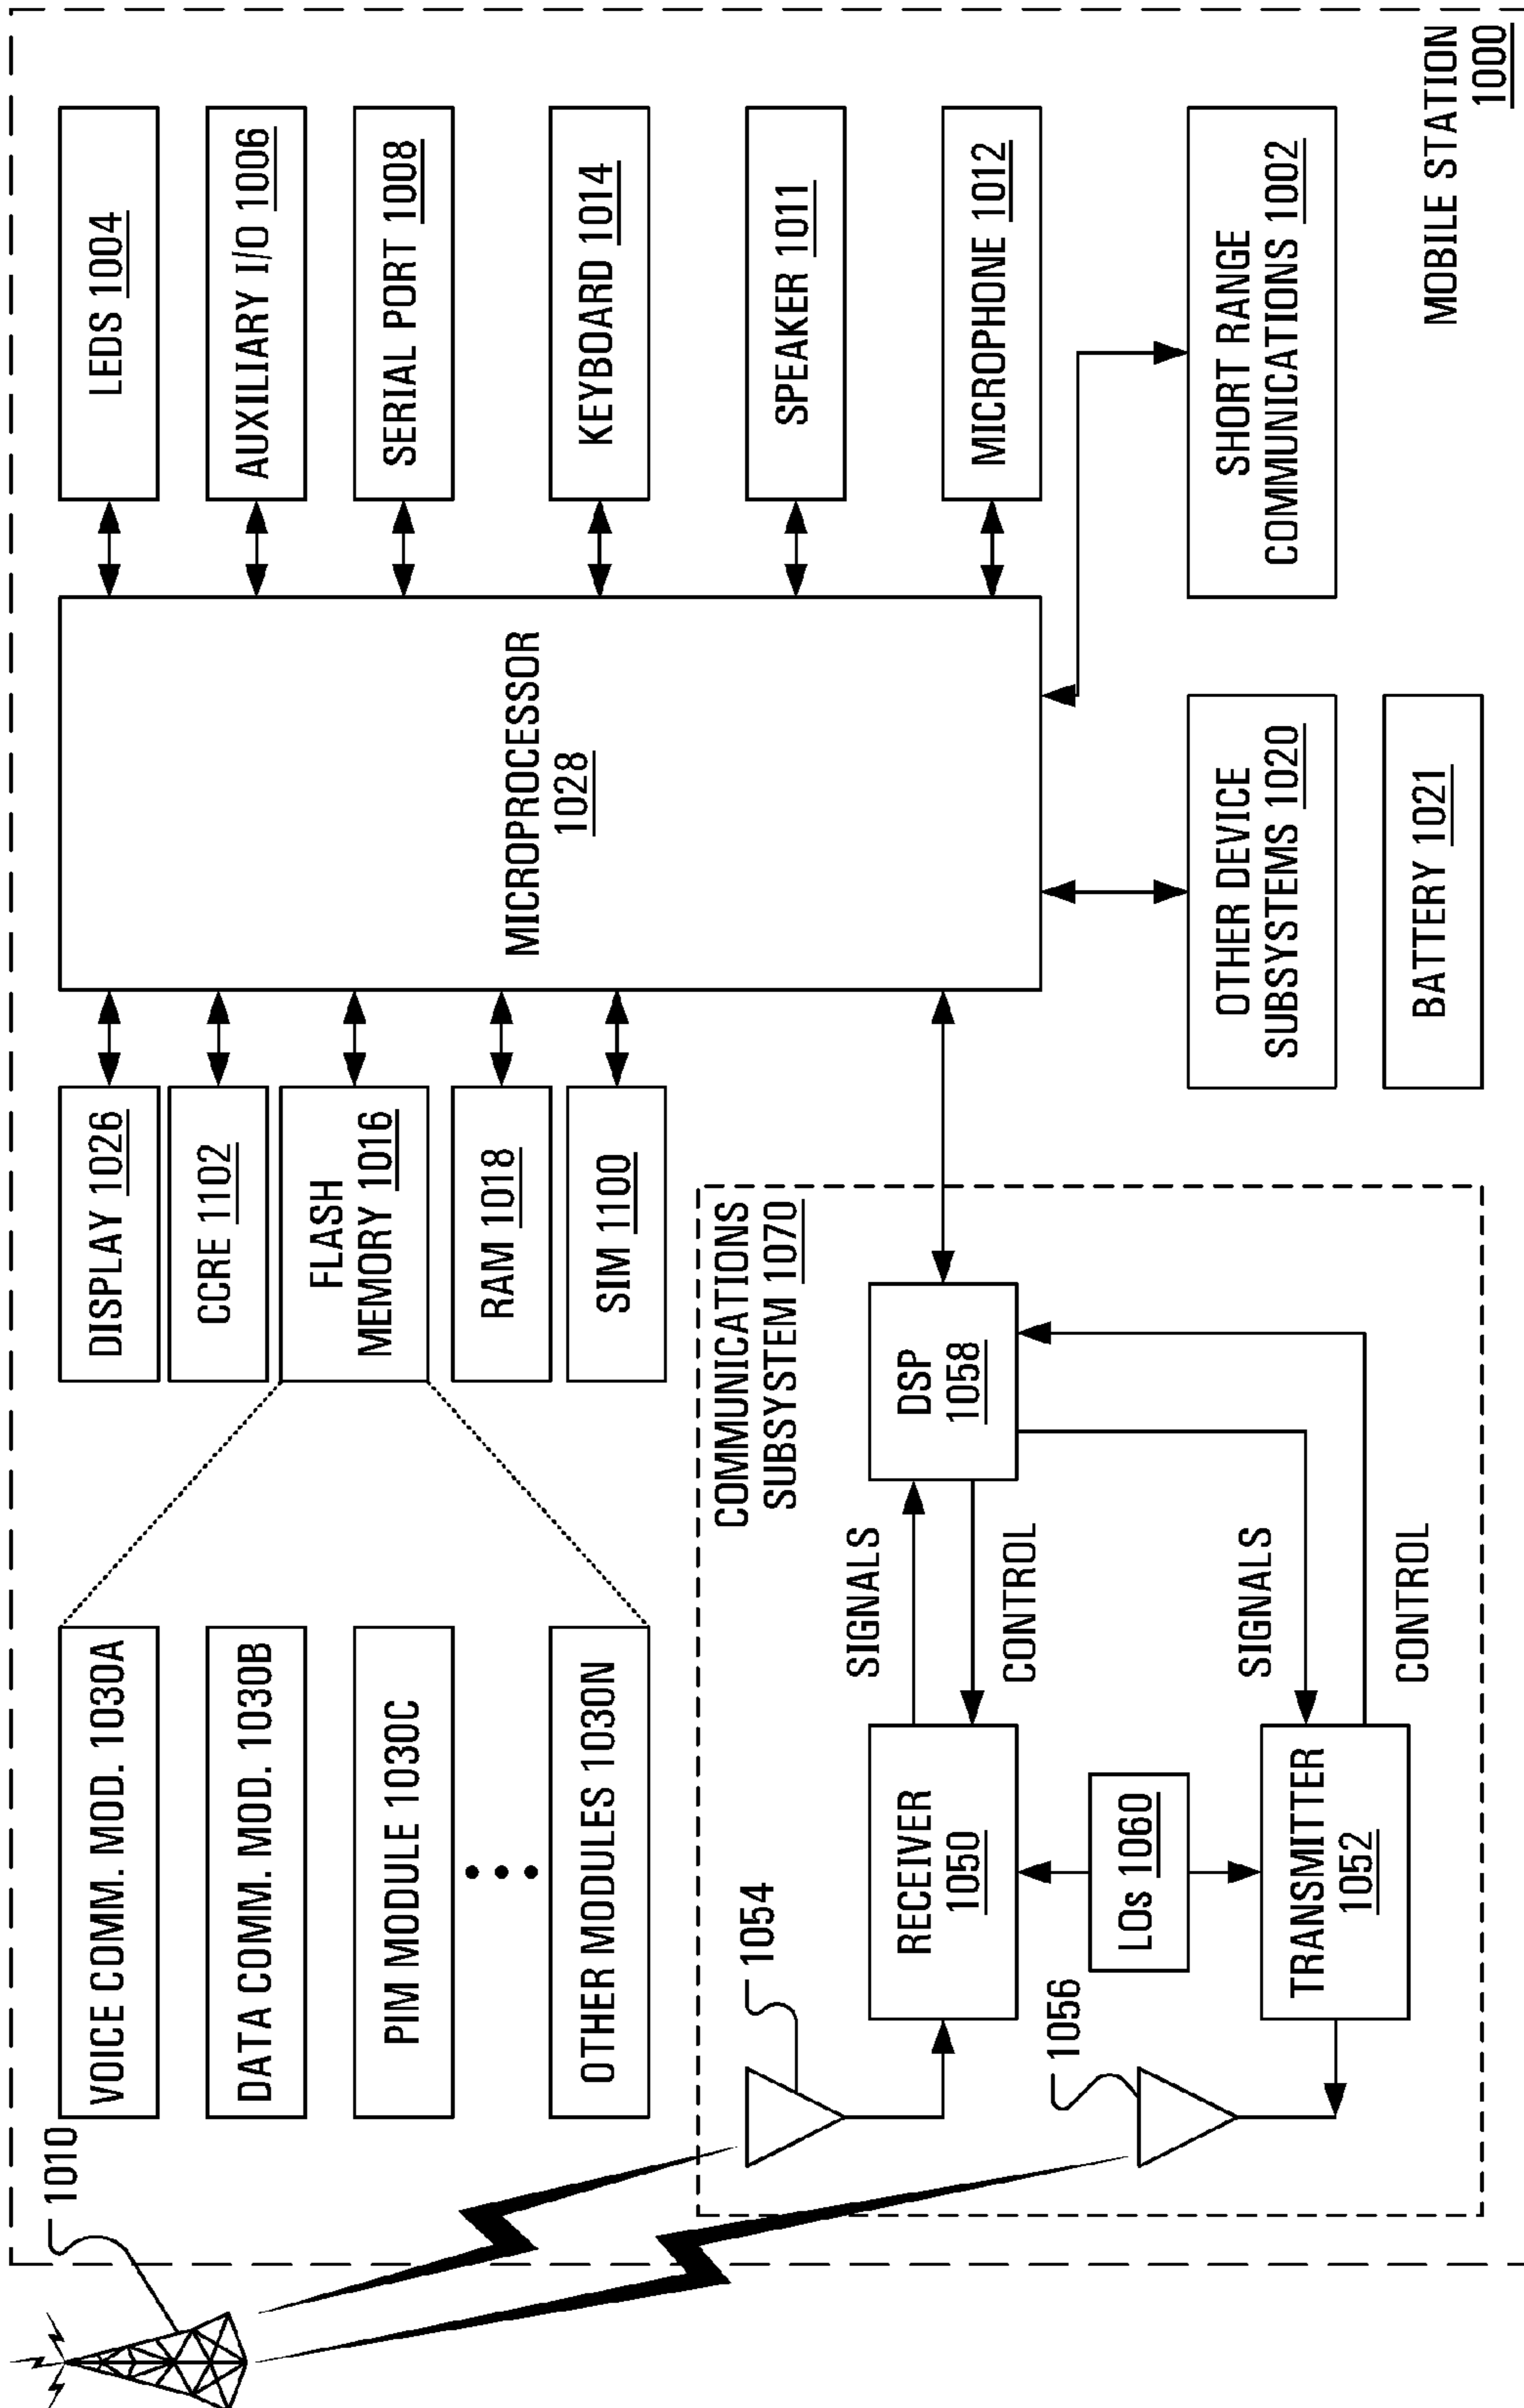 1010
VOICE COMM. MOD. 1030A
DATA COMM. MOD. 1030B
PIM MODULE 1030C
OTHER MODULES 1030N
DISPLAY 1026
CCRE 1102
FLASH
MEMORY 1016
RAM 1018
SIM 1100
MICROPROCESSOR
1028
LEDS 1004
AUXILIARY I/O 1006
SERIAL PORT 1008
KEYBOARD 1014
SPEAKER 1011
MICROPHONE 1012
COMMUNICATIONS
SUBSYSTEM 1070
1054
RECEIVER
1050
SIGNALS
CONTROL
DSP
1058
1056
LOs 1060
TRANSMITTER
1052
SIGNALS
CONTROL
OTHER DEVICE
SUBSYSTEMS 1020
SHORT RANGE
COMMUNICATIONS 1002
BATTERY 1021
MOBILE STATION
1000